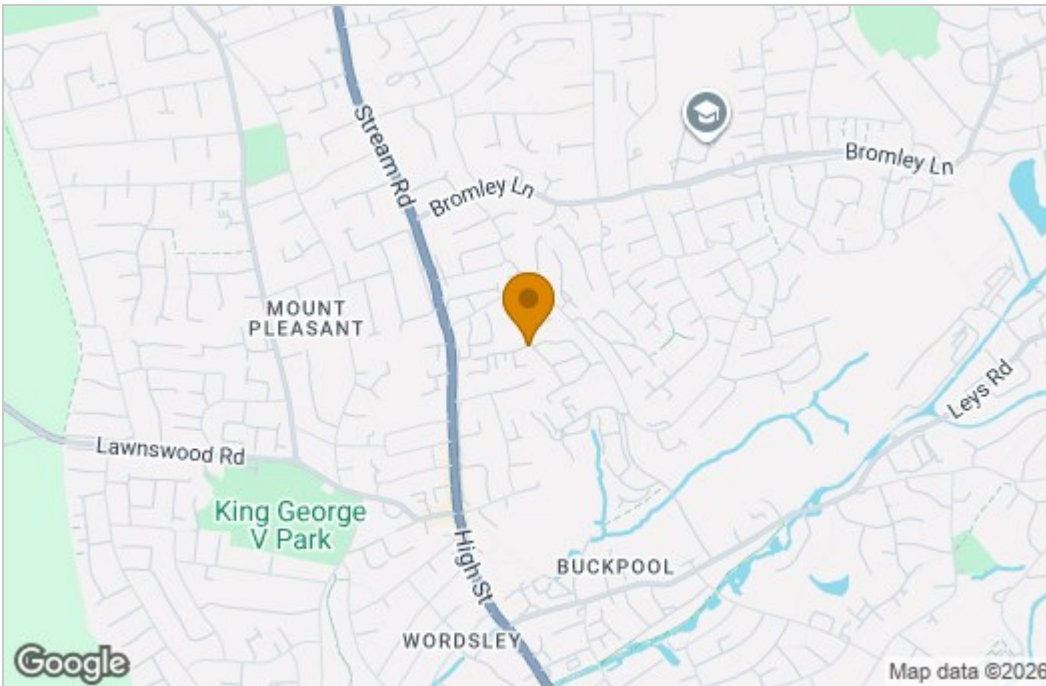 Stream Rd
Bromley Ln
Bromley Ln
MOUNT
PLEASANT
Leys Rd
Lawnswood Rd
King George
V Park
High St
BUCKPOOL
WORDSLEY
Google
Map data ©2026